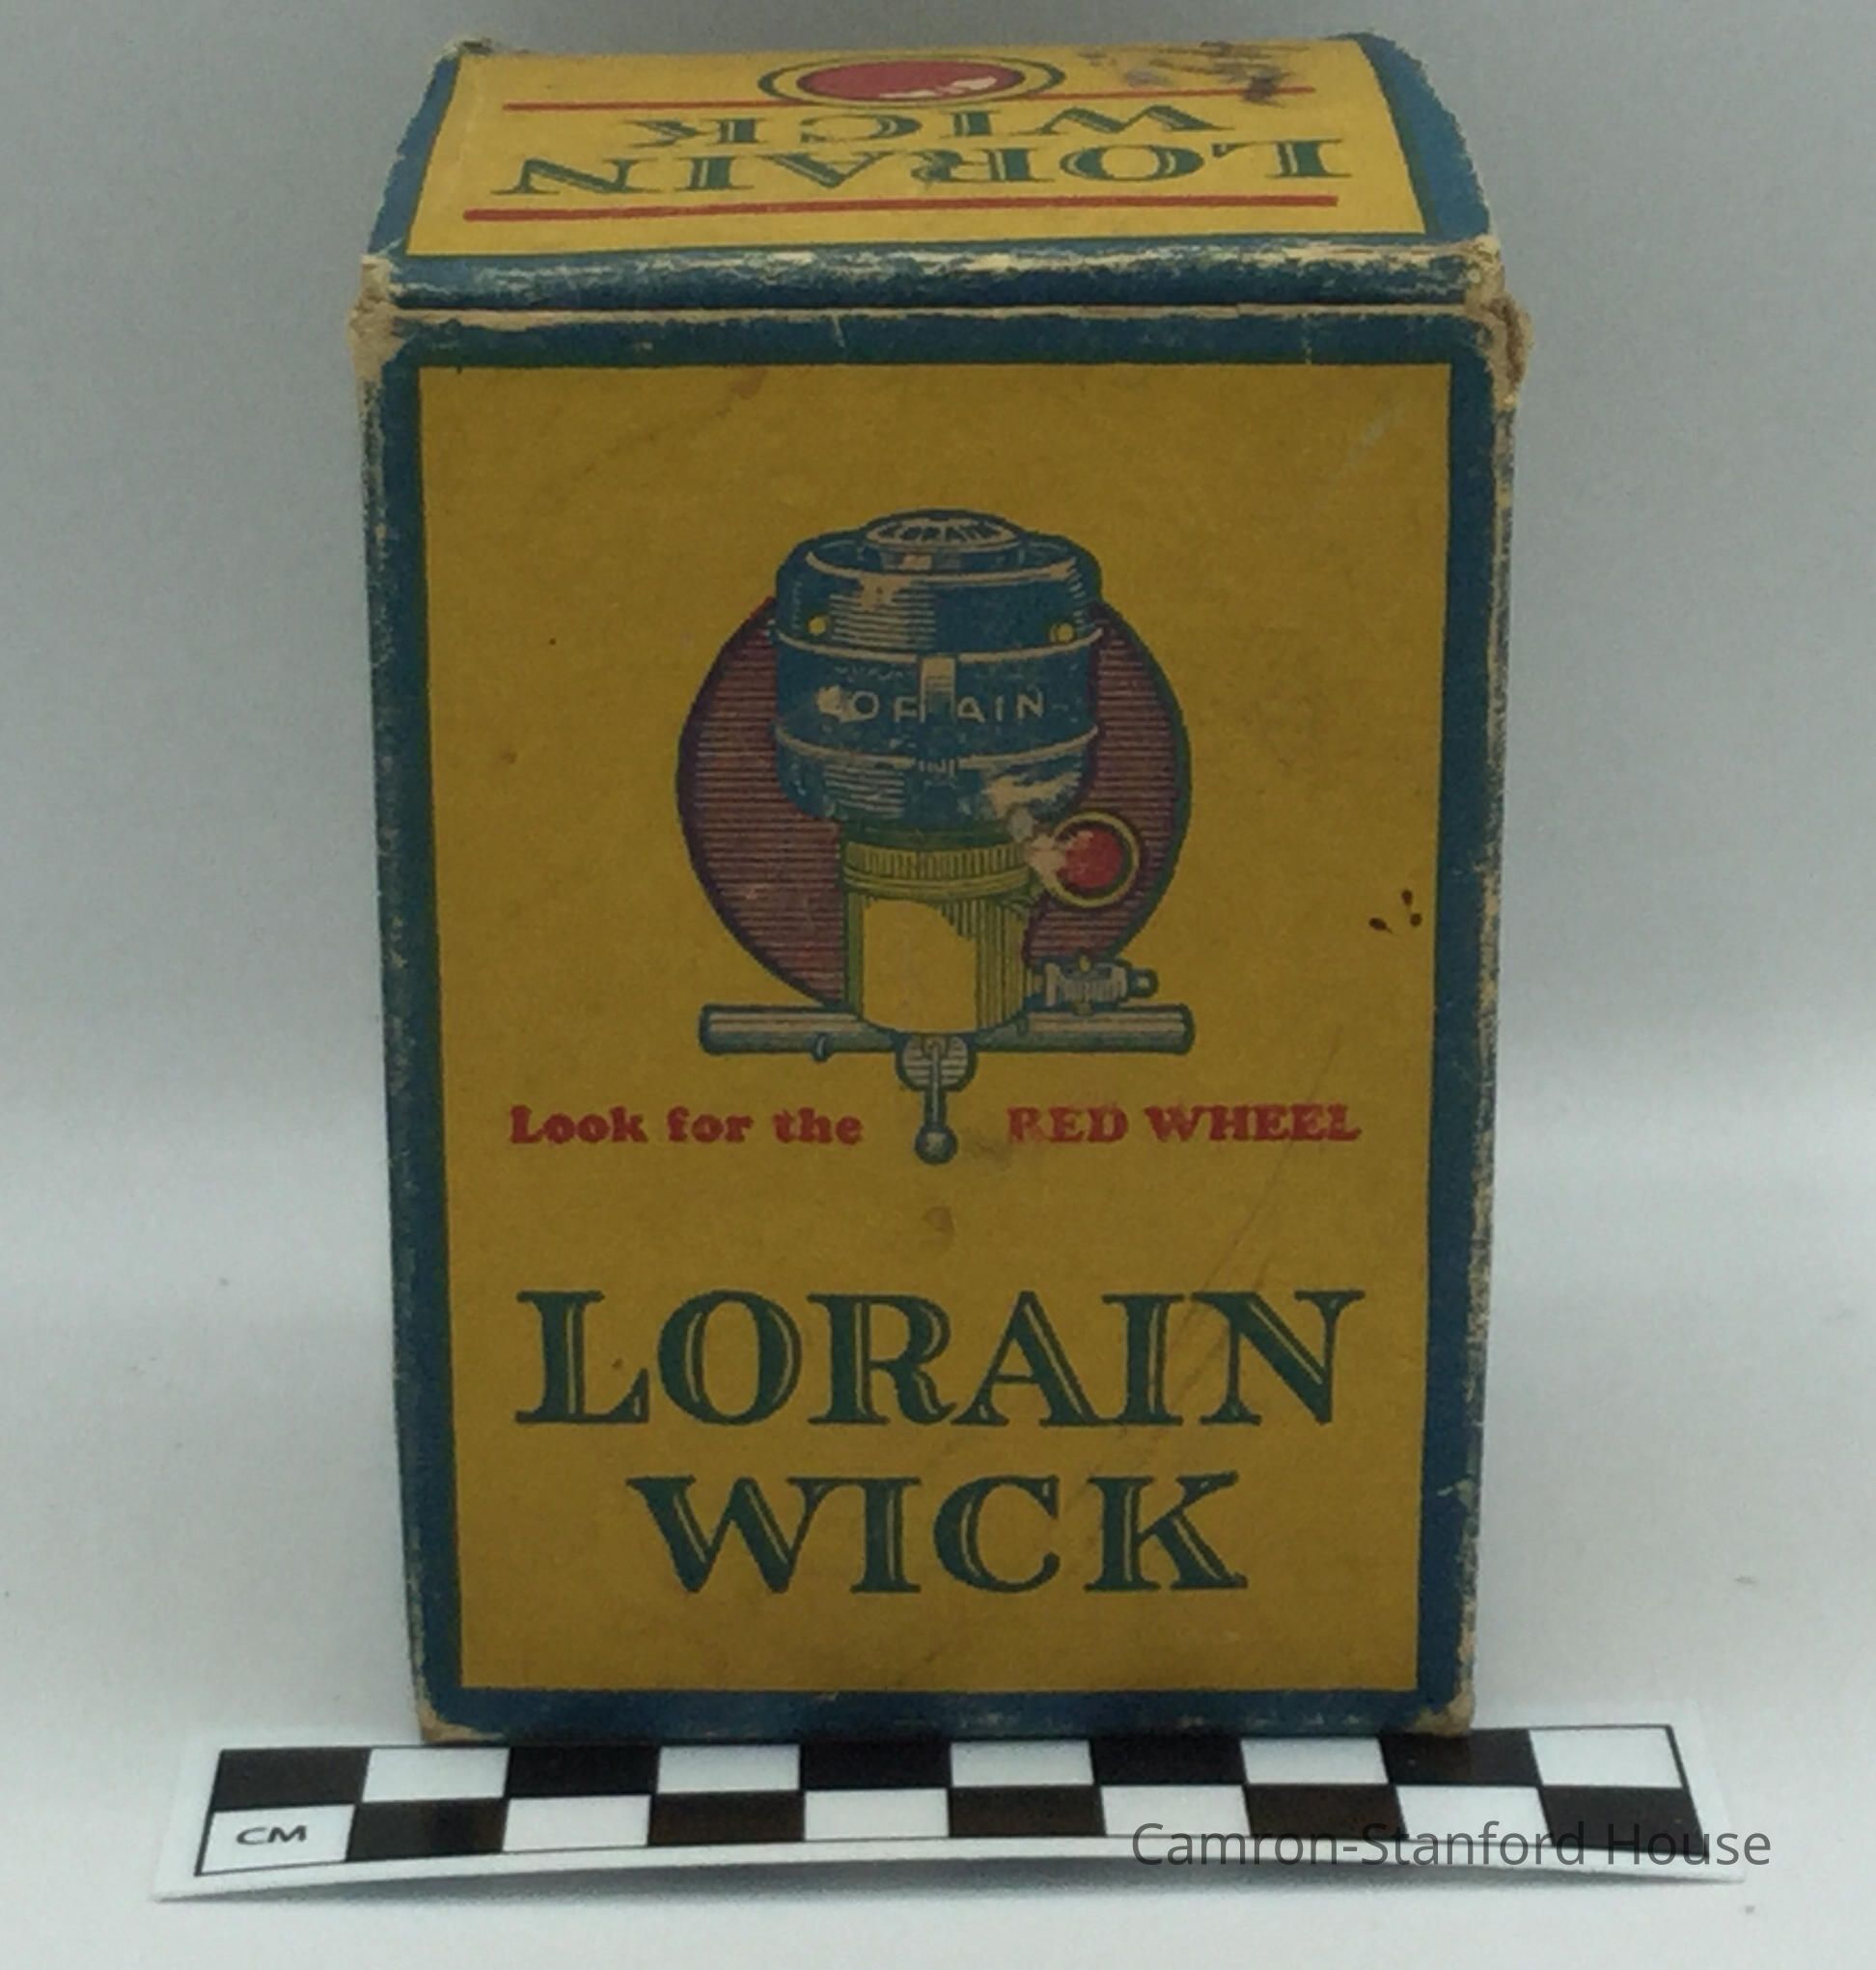 LORAIN
WICK
LORAIN
LORAIN
Look for the RED WHEEL
LORAIN
WICK
CM
Camron-Stanford House